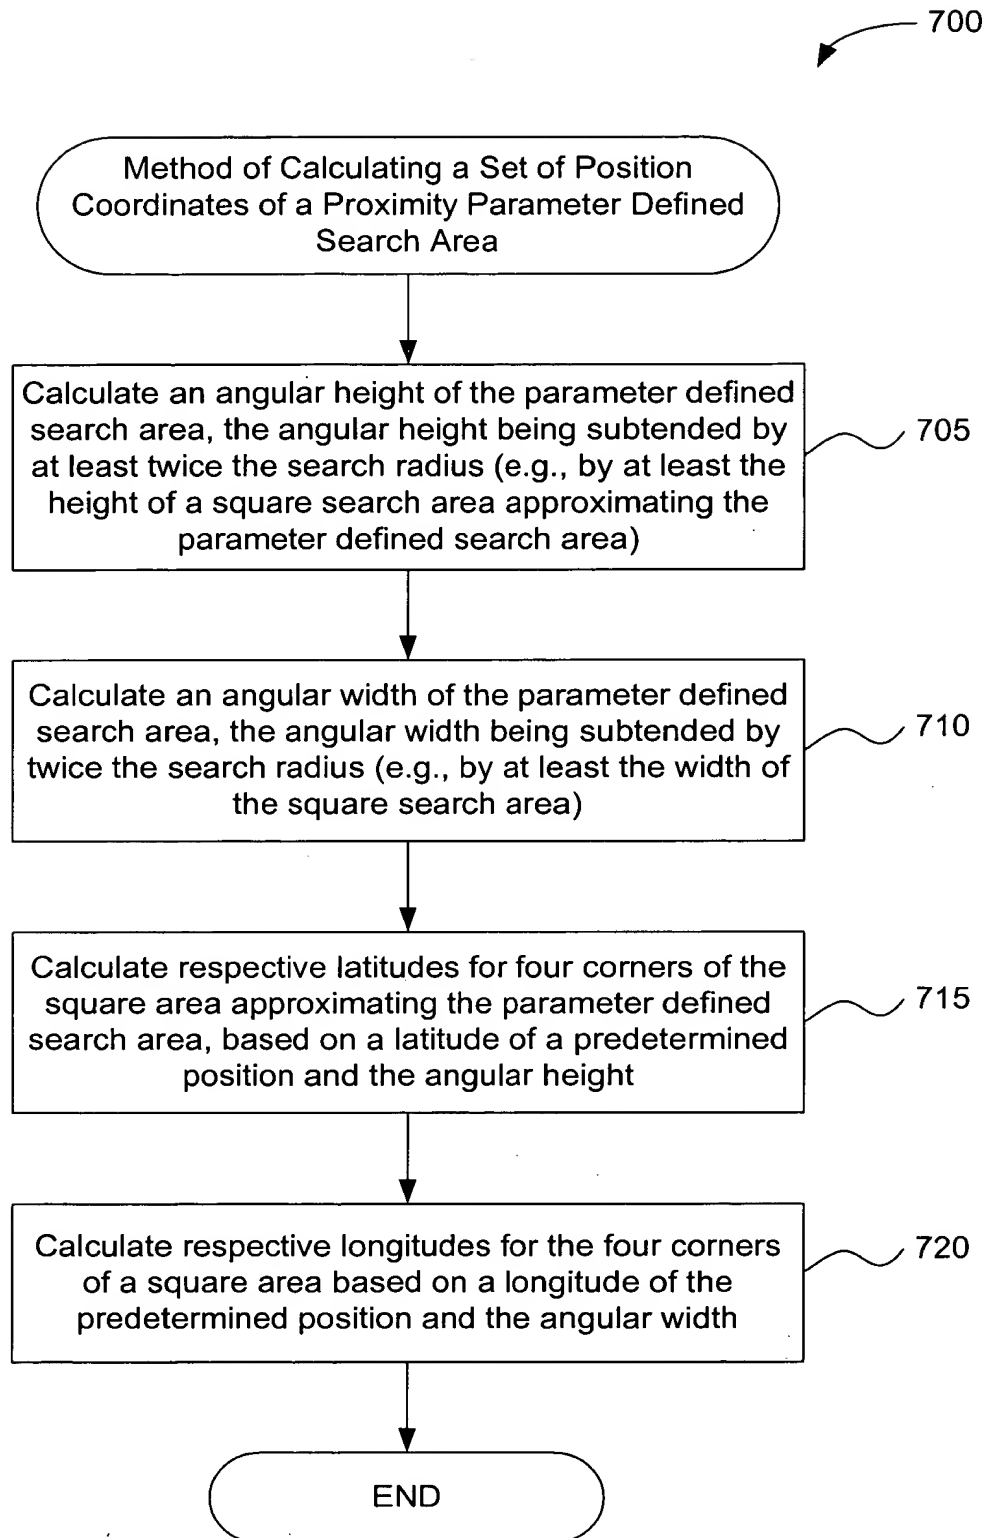 700
Method of Calculating a Set of Position
Coordinates of a Proximity Parameter Defined
Search Area
Calculate an angular height of the parameter defined
search area, the angular height being subtended by
at least twice the search radius (e.g., by at least the
height of a square search area approximating the
parameter defined search area)
705
Calculate an angular width of the parameter defined
search area, the angular width being subtended by
twice the search radius (e.g., by at least the width of
the square search area)
710
Calculate respective latitudes for four corners of the
square area approximating the parameter defined
search area, based on a latitude of a predetermined
position and the angular height
715
Calculate respective longitudes for the four corners
of a square area based on a longitude of the
predetermined position and the angular width
720
END